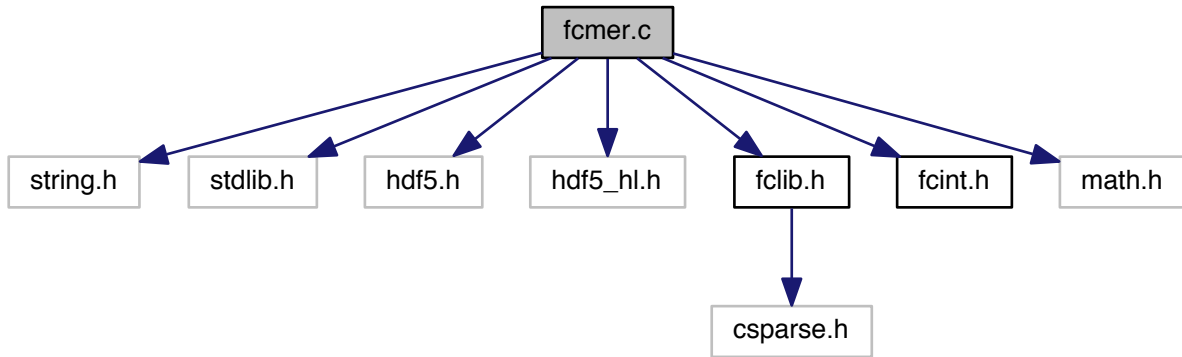 fcmer.c
string.h
stdlib.h
hdf5.h
hdf5_hl.h
fclib.h
fcint.h
math.h
csparse.h